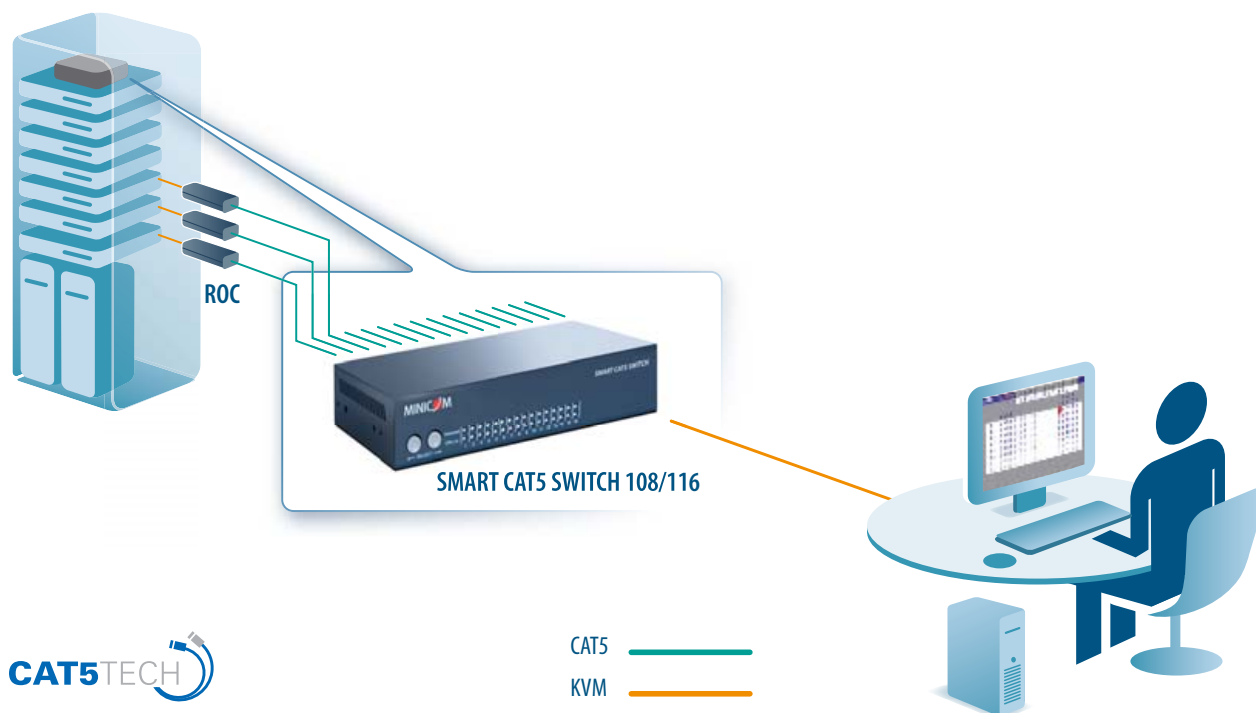 ROC
SMART CAT5 SWITCH
MINICOM
SMART CAT5 SWITCH 108/116
CAT5TECH
CAT5
KVM